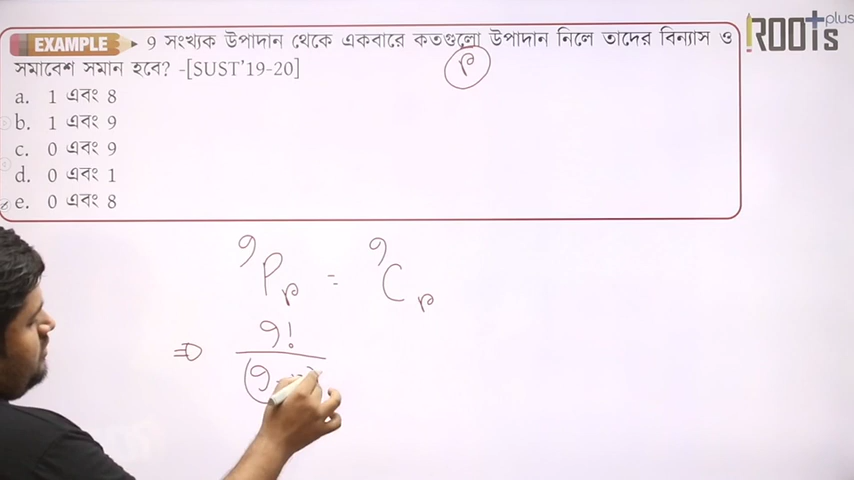 EXAMPLE 9 সংখ্যক উপাদান থেকে একবারে কতগুলো উপাদান নিলে তাদের বিন্যাস ও
সমাবেশ সমান হবে? -[SUST'19-20]
r
a. 1 এবং 8
b. 1 এবং 9
c. 0 এবং 9
d. 0 এবং 1
e. 0 এবং 8
ROOTs plus
⁹Pᵣ = ⁹Cᵣ
⇒ 9!
(9-r)